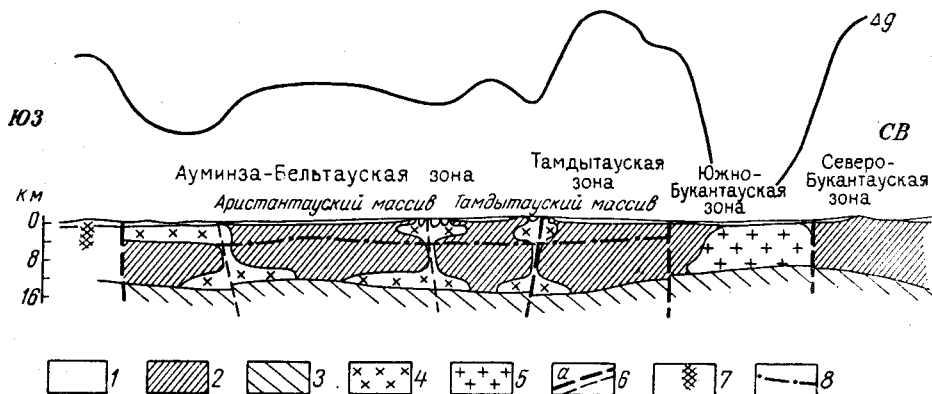 Δg
ЮЗ
СВ
Ауминза-Бельтауская зона
Тамдытауская зона
Южно-Букантауская зона
Северо-Букантауская зона
Аристантауский массив
Тамдытауский массив
км
0
8
16
1 2 3 4 5 а 6 7 8